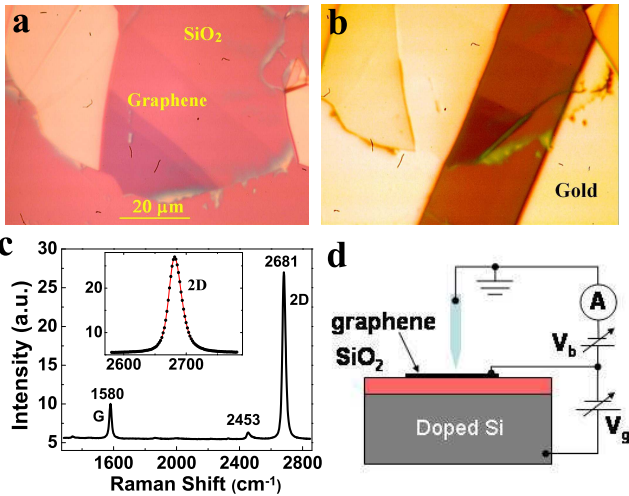 a
SiO2
Graphene
20 μm
b
Gold
c
Intensity (a.u.)
30
25
20
15
10
5
1200
1600
2000
2400
2800
Raman Shift (cm-1)
1580
G
2453
2681
2D
20
10
2600
2700
2D
d
graphene
SiO2
Doped Si
A
Vb
Vg